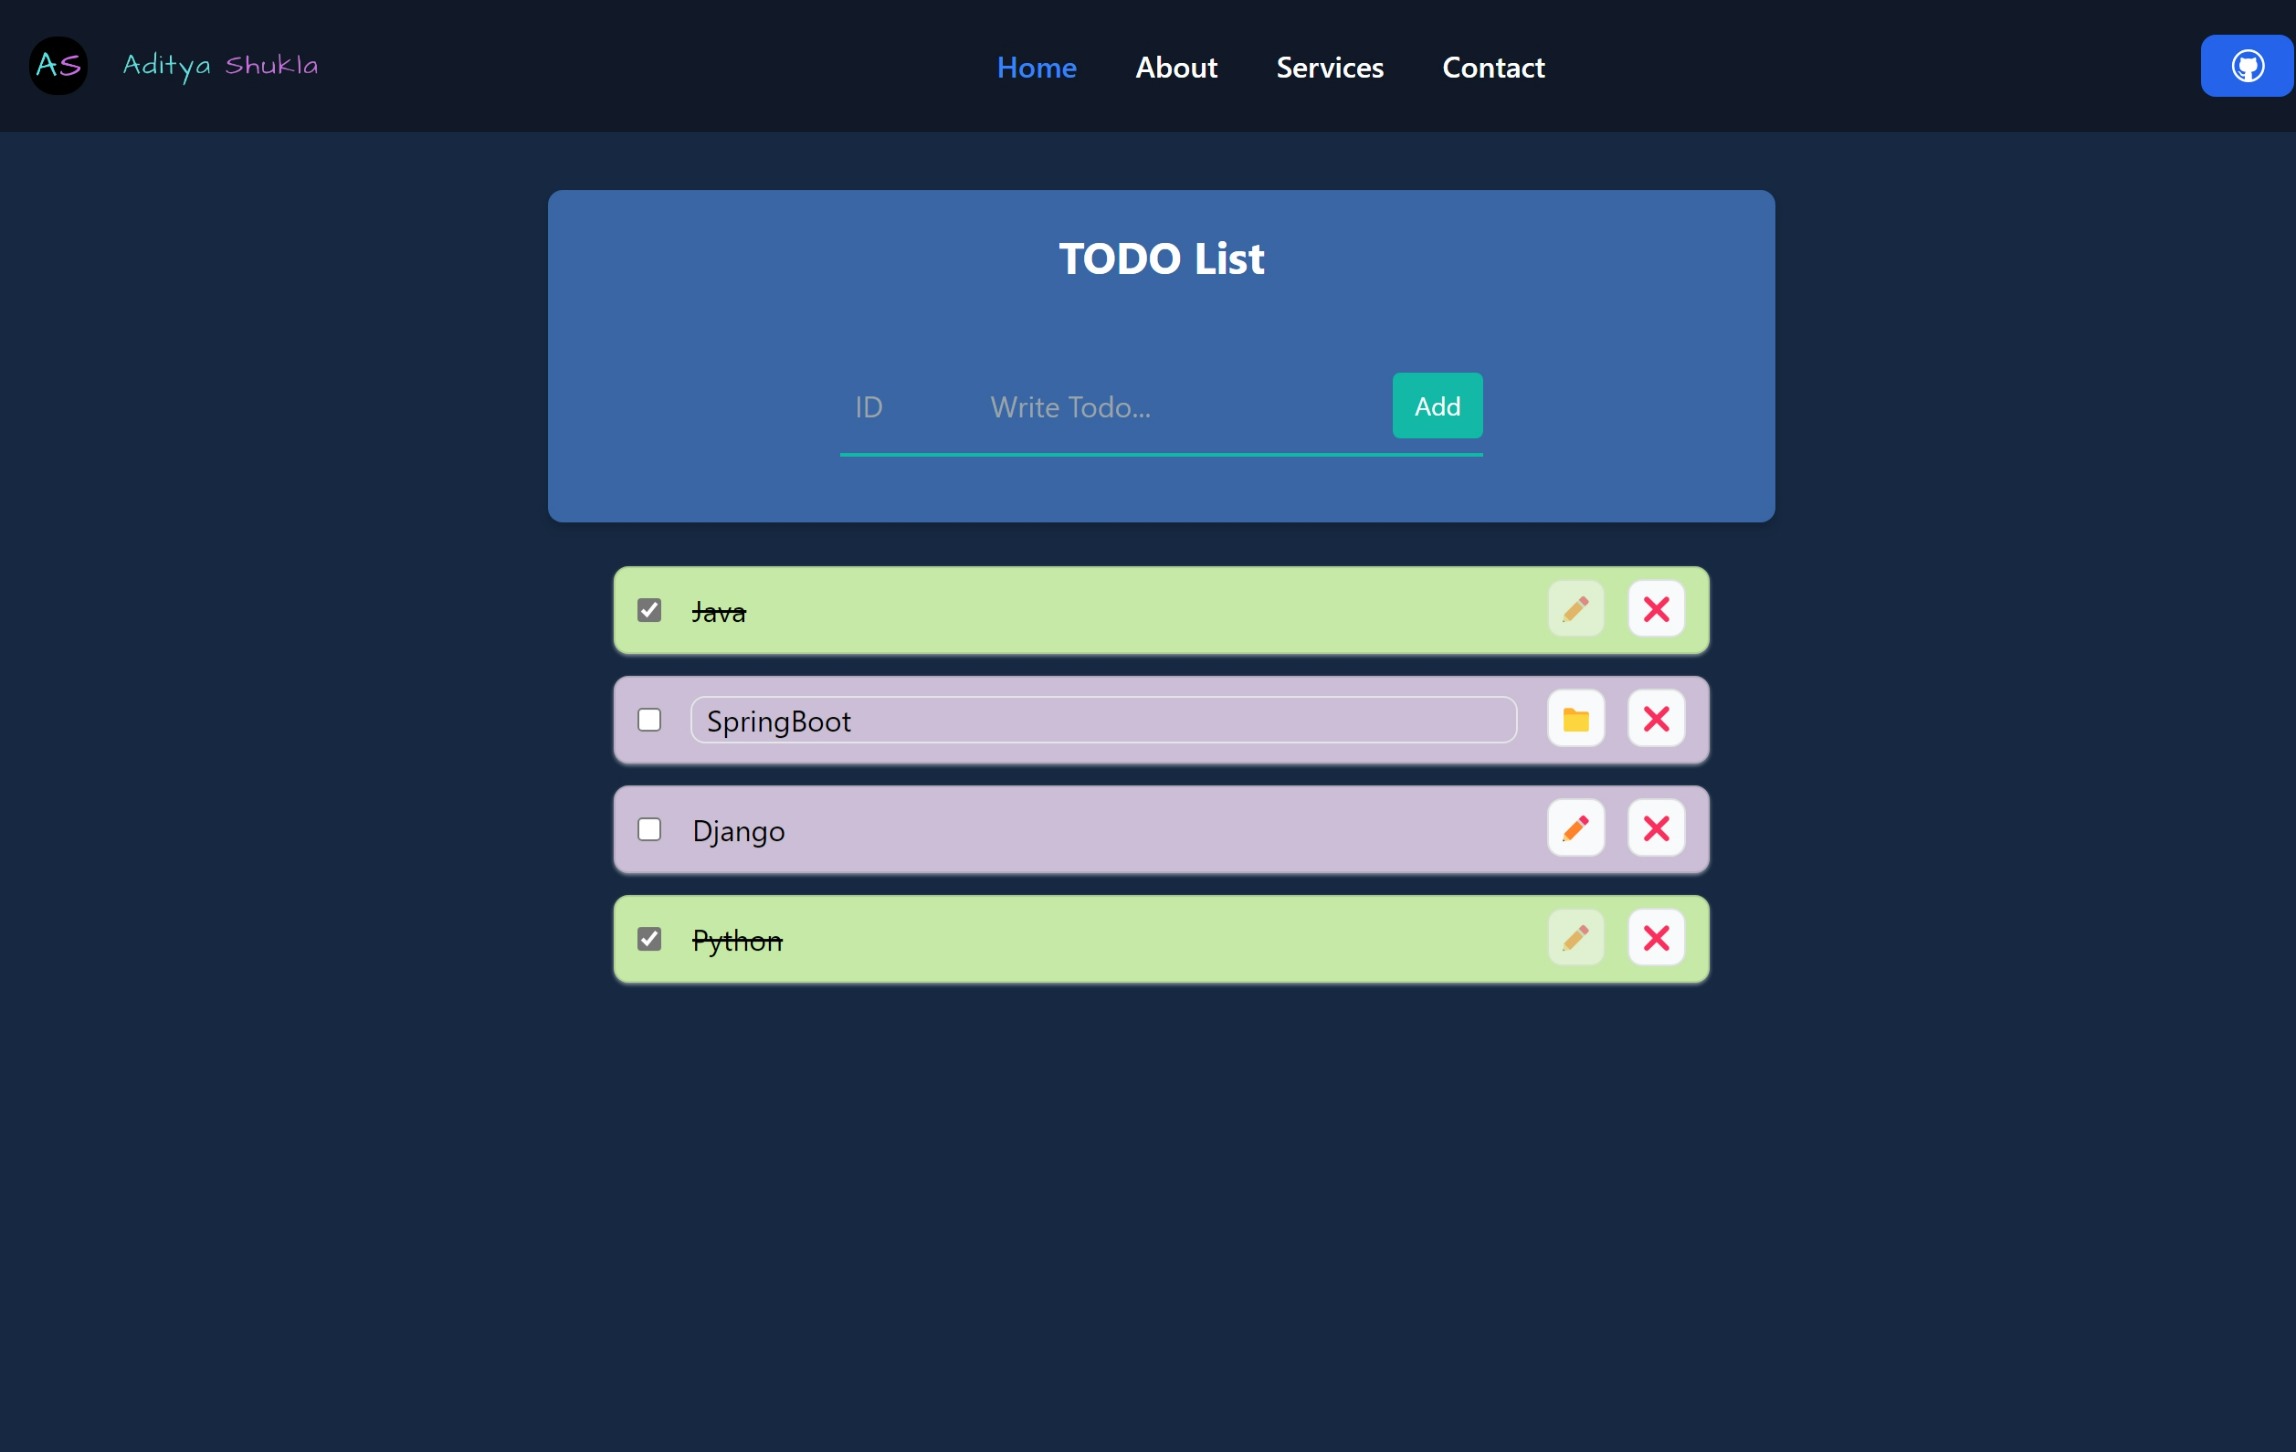 AS Aditya Shukla Home About Services Contact
TODO List
ID Write Todo... Add
Java
SpringBoot
Django
Python